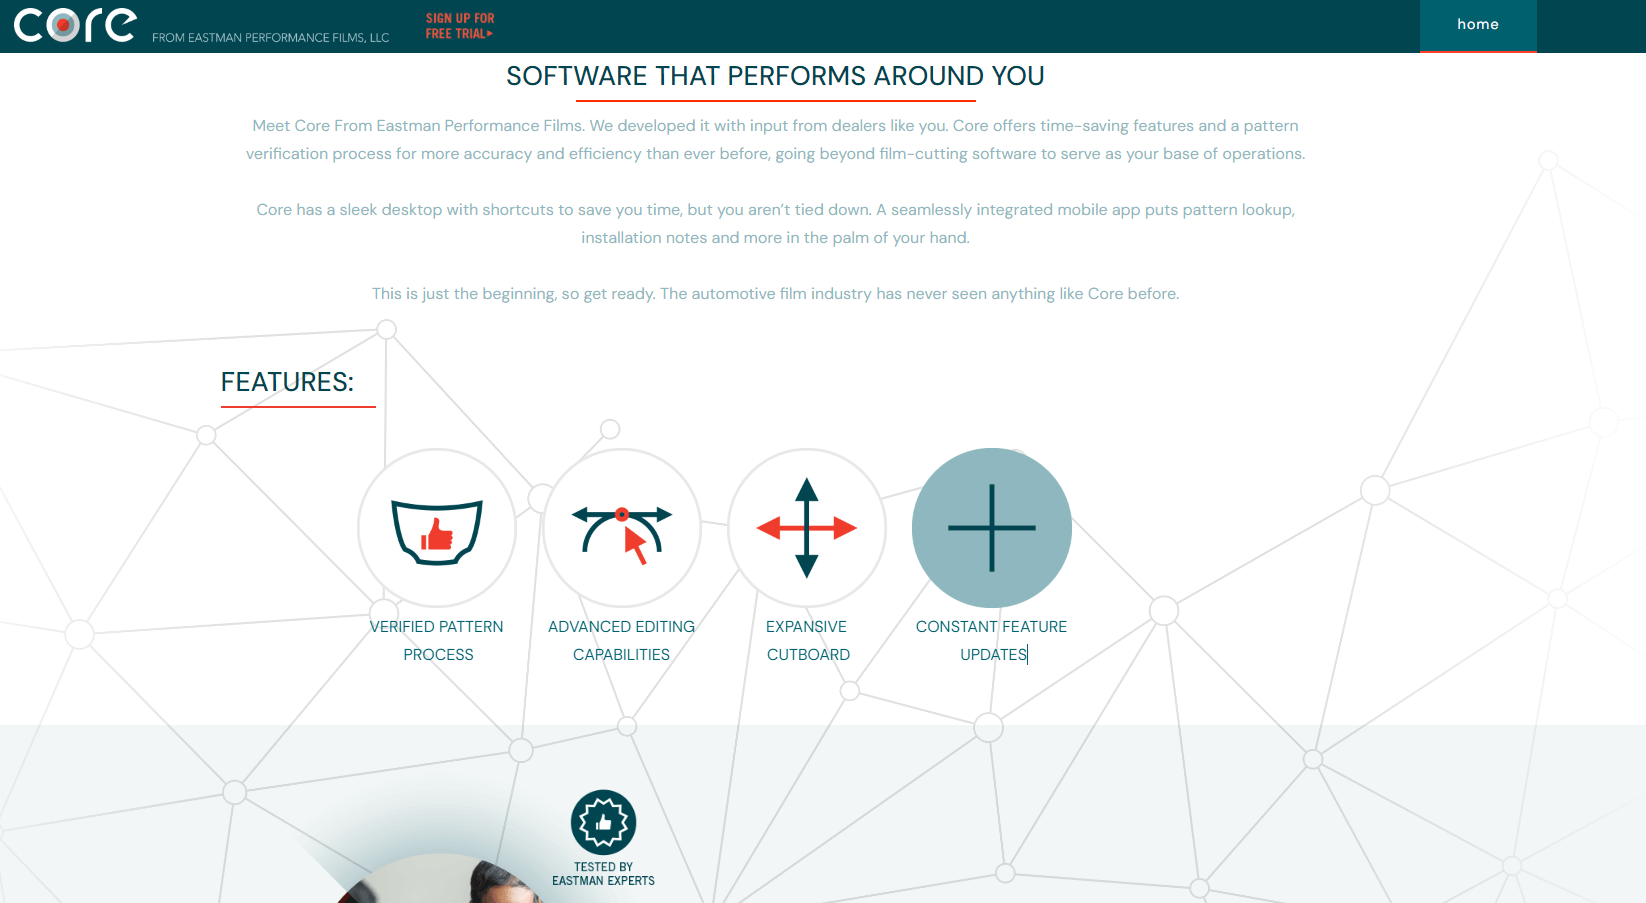 core
FROM EASTMAN PERFORMANCE FILMS, LLC
SIGN UP FOR
FREE TRIAL
home
SOFTWARE THAT PERFORMS AROUND YOU
Meet Core From Eastman Performance Films. We developed it with input from dealers like you. Core offers time-saving features and a pattern
verification process for more accuracy and efficiency than ever before, going beyond film-cutting software to serve as your base of operations.
Core has a sleek desktop with shortcuts to save you time, but you aren’t tied down. A seamlessly integrated mobile app puts pattern lookup,
installation notes and more in the palm of your hand.
This is just the beginning, so get ready. The automotive film industry has never seen anything like Core before.
FEATURES:
VERIFIED PATTERN
PROCESS
ADVANCED EDITING
CAPABILITIES
EXPANSIVE
CUTBOARD
CONSTANT FEATURE
UPDATES
TESTED BY
EASTMAN EXPERTS